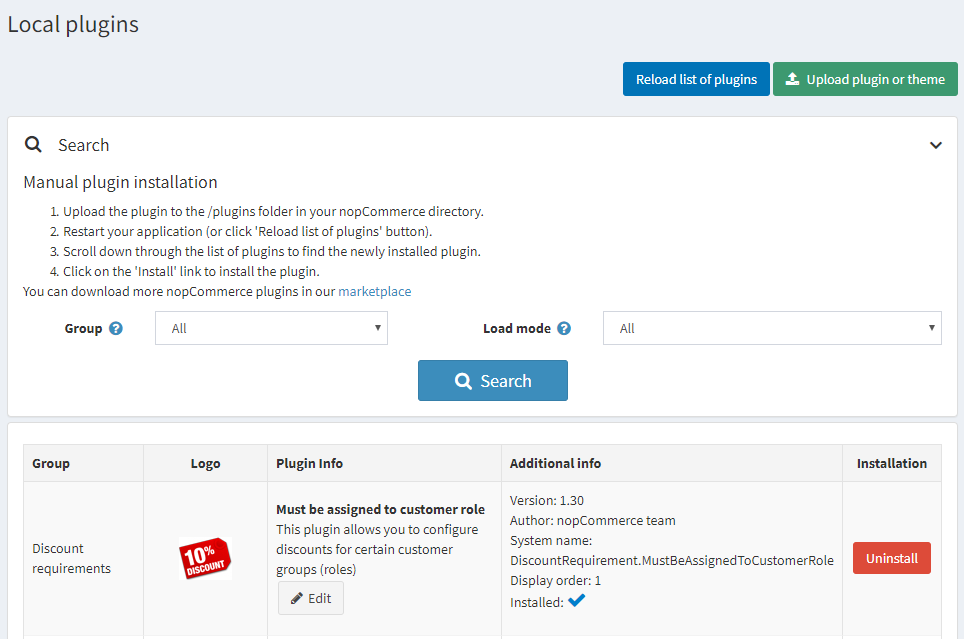 Local plugins
Reload list of plugins
Upload plugin or theme
Search
Manual plugin installation
1. Upload the plugin to the /plugins folder in your nopCommerce directory.
2. Restart your application (or click 'Reload list of plugins' button).
3. Scroll down through the list of plugins to find the newly installed plugin.
4. Click on the 'Install' link to install the plugin.
You can download more nopCommerce plugins in our marketplace
Group ? All Load mode ? All
Search
Group Logo Plugin Info Additional info Installation
Discount
requirements
10%
DISCOUNT
Must be assigned to customer role
This plugin allows you to configure
discounts for certain customer
groups (roles)
Edit
Version: 1.30
Author: nopCommerce team
System name:
DiscountRequirement.MustBeAssignedToCustomerRole
Display order: 1
Installed:
Uninstall